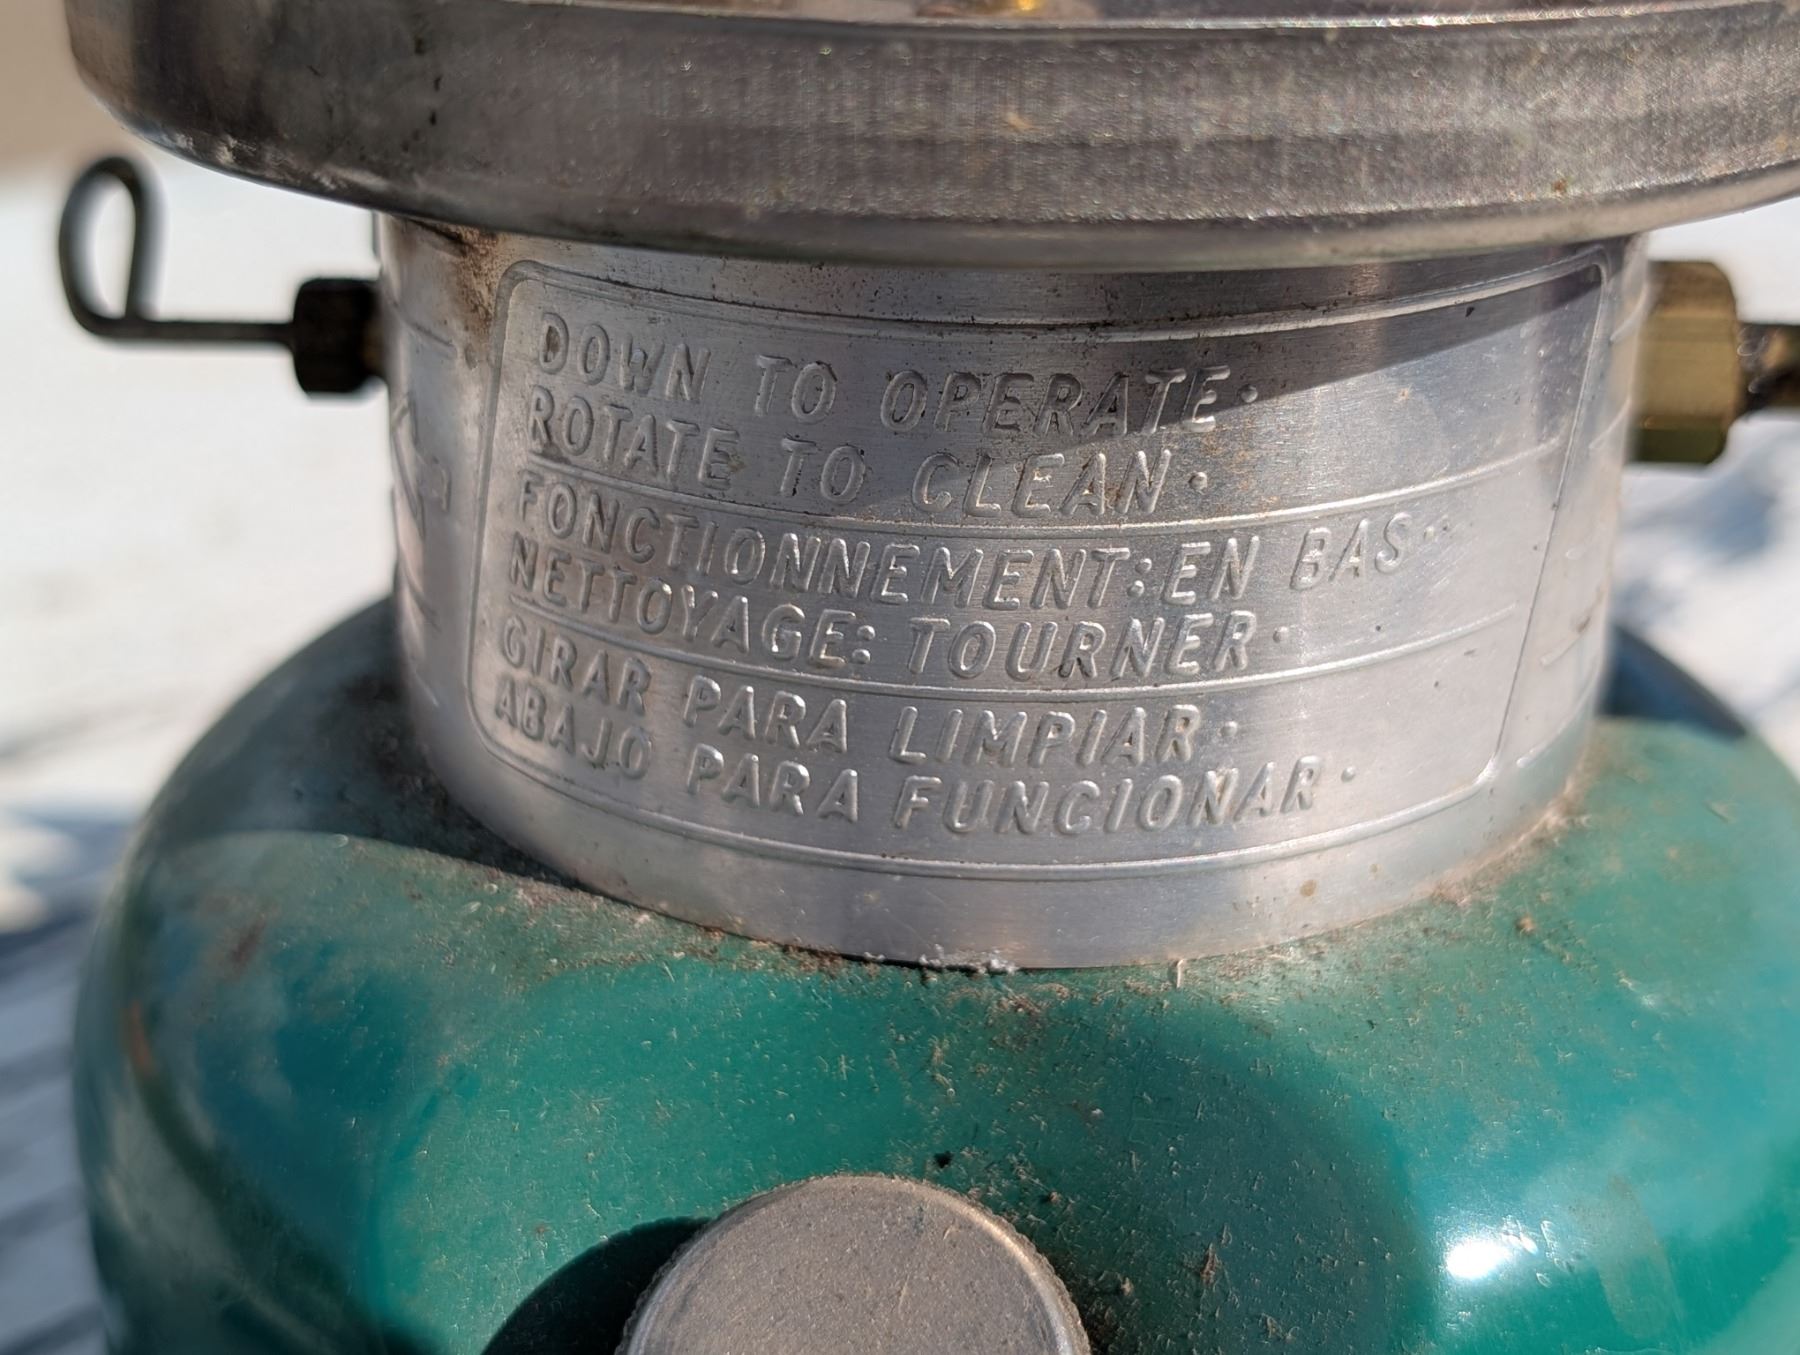 DOWN TO OPERATE·
ROTATE TO CLEAN·
FONCTIONNEMENT: EN BAS··
NETTOYAGE: TOURNER·
GIRAR PARA LIMPIAR·
ABAJO PARA FUNCIONAR·